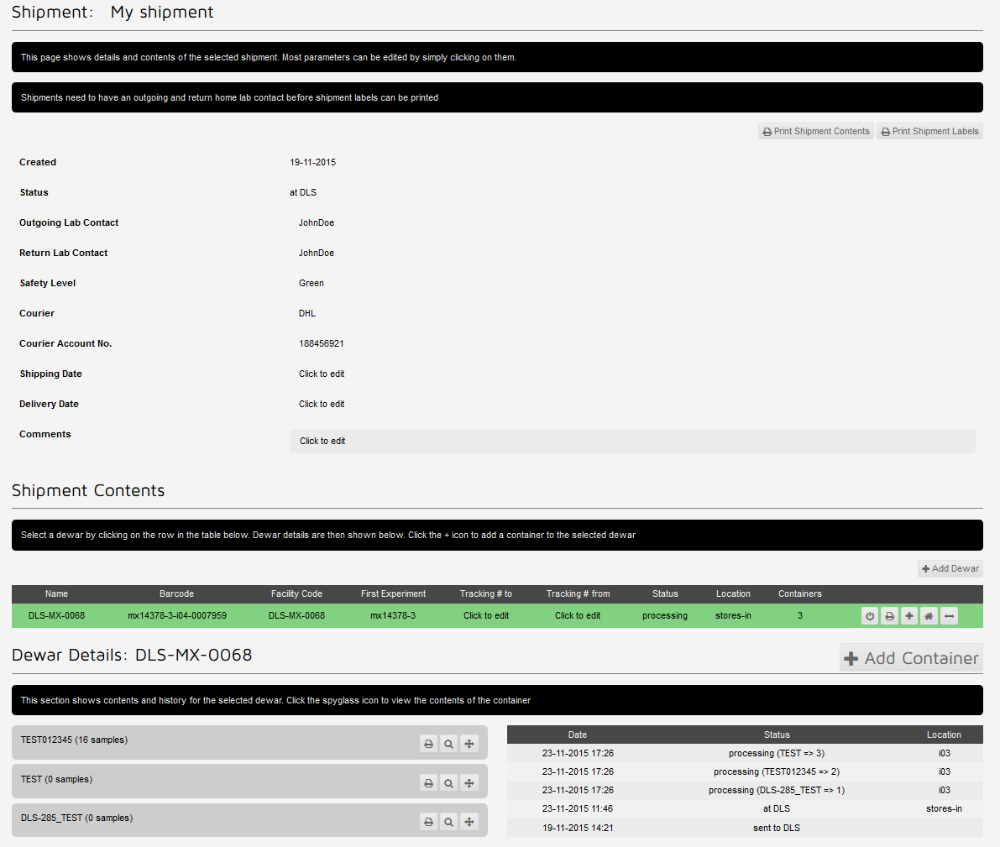 Shipment: My shipment
This page shows details and contents of the selected shipment. Most parameters can be edited by simply clicking on them.
Shipments need to have an outgoing and return home lab contact before shipment labels can be printed
Print Shipment Contents Print Shipment Labels
Created 19-11-2015
Status at DLS
Outgoing Lab Contact JohnDoe
Return Lab Contact JohnDoe
Safety Level Green
Courier DHL
Courier Account No. 188456921
Shipping Date Click to edit
Delivery Date Click to edit
Comments Click to edit
Shipment Contents
Select a dewar by clicking on the row in the table below. Dewar details are then shown below. Click the + icon to add a container to the selected dewar
Add Dewar
Name Barcode Facility Code First Experiment Tracking # to Tracking # from Status Location Containers
DLS-MX-0068 mx14378-3-i04-0007959 DLS-MX-0068 mx14378-3 Click to edit Click to edit processing stores-in 3
Dewar Details: DLS-MX-0068
Add Container
This section shows contents and history for the selected dewar. Click the spyglass icon to view the contents of the container
TEST012345 (16 samples)
TEST (0 samples)
DLS-285_TEST (0 samples)
Date Status Location
23-11-2015 17:26 processing (TEST => 3) i03
23-11-2015 17:26 processing (TEST012345 => 2) i03
23-11-2015 17:26 processing (DLS-285_TEST => 1) i03
23-11-2015 11:46 at DLS stores-in
19-11-2015 14:21 sent to DLS